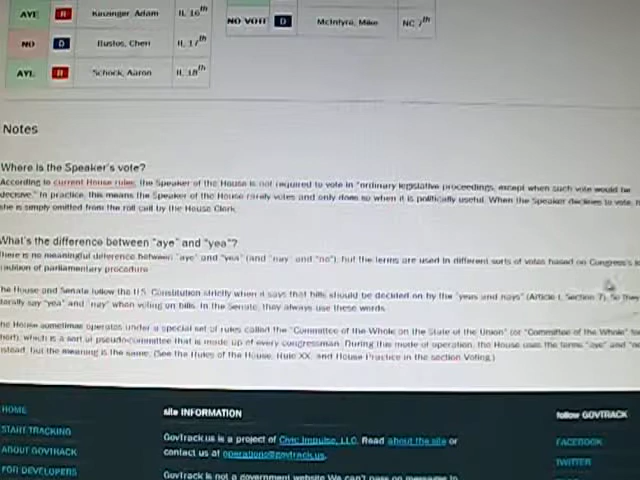 AYE R Kinzinger, Adam IL 16th
NO D Bustos, Cheri IL 17th
AYE R Schock, Aaron IL 18th
NO VOTE D McIntyre, Mike NC 7th
Notes
Where is the Speaker's vote?
According to current House rules, the Speaker of the House is not required to vote in "ordinary legislative proceedings, except when such vote would be
decisive." In practice, this means the Speaker of the House rarely votes and only does so when it is politically useful. When the Speaker declines to vote,
she is simply omitted from the roll call by the House Clerk.
What's the difference between "aye" and "yea"?
There is no meaningful difference between "aye" and "yea" (and "nay" and "no"), but the terms are used in different sorts of votes based on Congress's
of parliamentary procedure.
The House and Senate follow the U.S. Constitution strictly when it says that bills should be decided on by the "yeas and nays" (Article I, Section 7). So they
say "yea" and "nay" when voting on bills. In the Senate, they always use these words.
The House sometimes operates under a special set of rules called the "Committee of the Whole on the State of the Union" (or "Committee of the Whole" for
short), which is a sort of pseudo-committee that is made up of every congressman. During this mode of operation, the House uses the terms "aye" and "no"
instead, but the meaning is the same. (See the Rules of the House, Rule XX, and House Practice in the section Voting.)
HOME
START TRACKING
ABOUT GOVTRACK
FOR DEVELOPERS
site INFORMATION
GovTrack.us is a project of Civic Impulse, LLC. Read about the site or
contact us at operations@govtrack.us.
GovTrack is not a government website. We can't pass on messages to
follow GOVTRACK
FACEBOOK
TWITTER